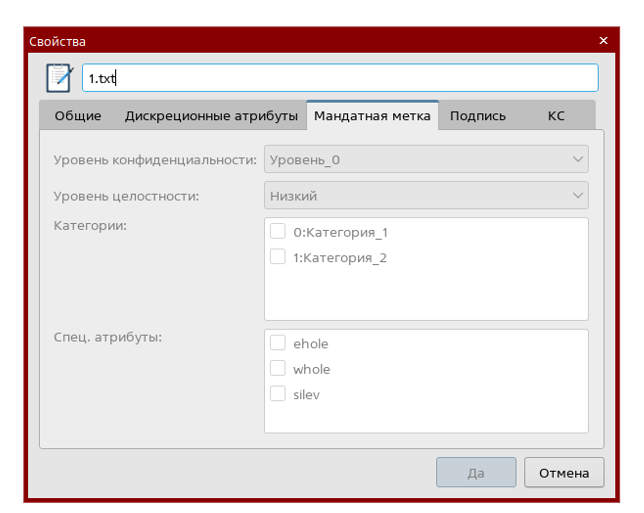 Свойства
1.txt
Общие Дискреционные атрибуты Мандатная метка Подпись КС
Уровень конфиденциальности: Уровень_0
Уровень целостности: Низкий
Категории: 0:Категория_1
1:Категория_2
Спец. атрибуты: ehole
whole
silev
Да Отмена